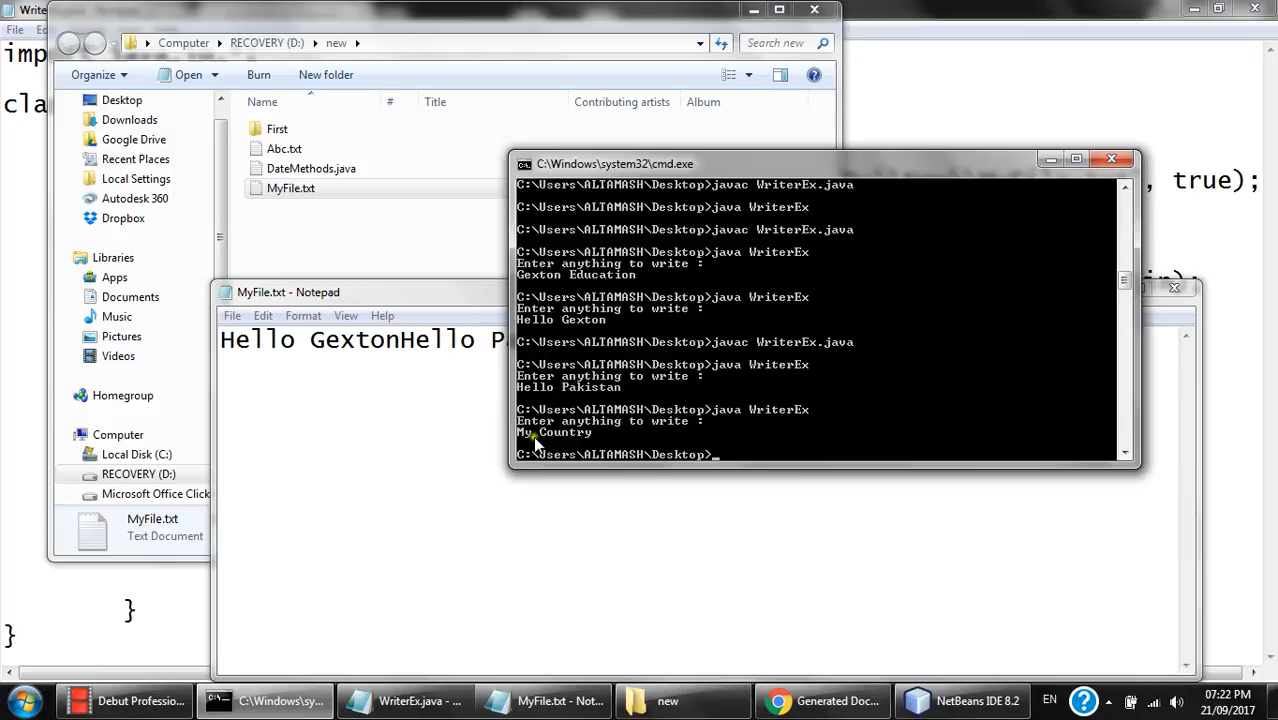 Computer RECOVERY (D:) new
Search new
Organize Open Burn New folder
Name # Title Contributing artists Album
Desktop
Downloads
Google Drive
Recent Places
Local Settings
Autodesk 360
Dropbox
Libraries
Apps
Documents
Music
Pictures
Videos
Homegroup
Computer
Local Disk (C:)
RECOVERY (D:)
Microsoft Office Click
First
Abc.txt
DateMethods.java
MyFile.txt
MyFile.txt
Text Document
File
, true);
}
}
C:\Windows\system32\cmd.exe
C:\Users\ALTAMASH\Desktop>javac WriterEx.java
C:\Users\ALTAMASH\Desktop>java WriterEx
C:\Users\ALTAMASH\Desktop>javac WriterEx.java
C:\Users\ALTAMASH\Desktop>java WriterEx
Enter anything to write :
Gexton Education
C:\Users\ALTAMASH\Desktop>java WriterEx
Enter anything to write :
Hello Gexton
C:\Users\ALTAMASH\Desktop>javac WriterEx.java
C:\Users\ALTAMASH\Desktop>java WriterEx
Enter anything to write :
Hello Pakistan
C:\Users\ALTAMASH\Desktop>java WriterEx
Enter anything to write :
My Country
C:\Users\ALTAMASH\Desktop>_
MyFile.txt - Notepad
File Edit Format View Help
Hello GextonHello
Debut Professio...
C:\Windows\sy...
WriterEx.java - ...
MyFile.txt - Not...
new
Generated Doc...
NetBeans IDE 8.2
EN
07:22 PM
21/09/2017